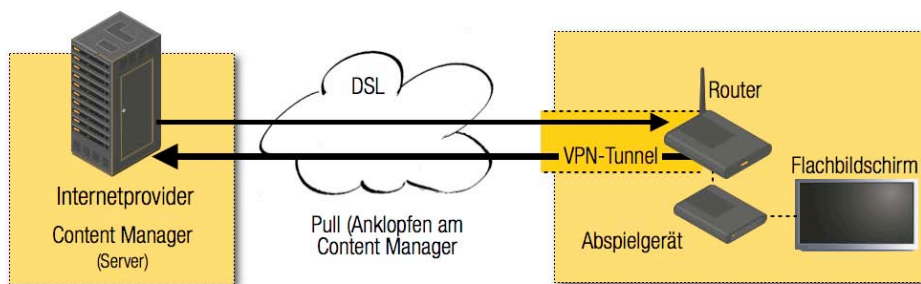 DSL
Router
VPN-Tunnel
Flachbildschirm
Internetprovider
Content Manager
(Server)
Pull (Anklopfen am
Content Manager
Abspielgerät